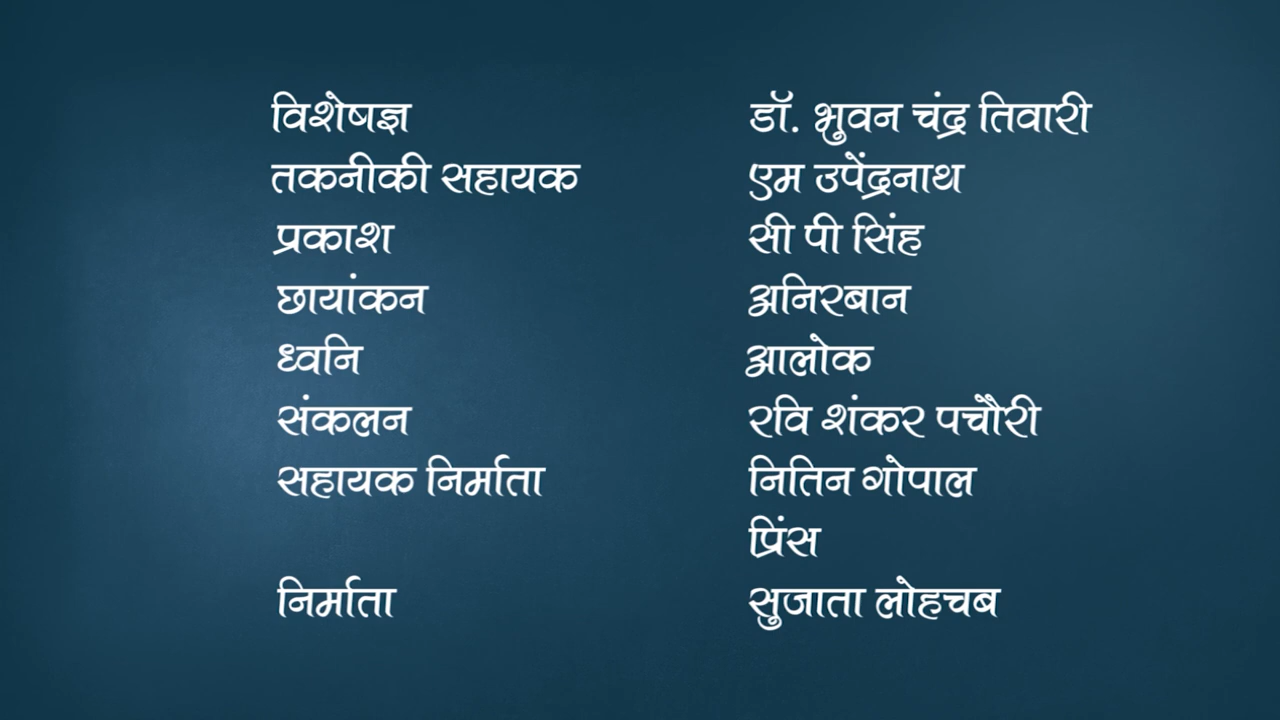 विशेषज्ञ डॉ. भुवन चंद्र तिवारी
तकनीकी सहायक एम उपेंद्रनाथ
प्रकाश सी पी सिंह
छायांकन अनिरबान
ध्वनि आलोक
संकलन रवि शंकर पचौरी
सहायक निर्माता नितिन गोपाल
प्रिंस
निर्माता सुजाता लोहचब